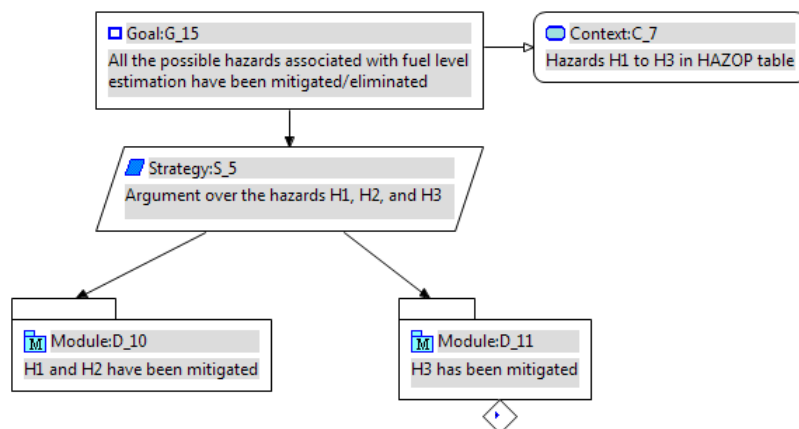 Goal:G_15
All the possible hazards associated with fuel level
estimation have been mitigated/eliminated
Context:C_7
Hazards H1 to H3 in HAZOP table
Strategy:S_5
Argument over the hazards H1, H2, and H3
M Module:D_10
H1 and H2 have been mitigated
M Module:D_11
H3 has been mitigated